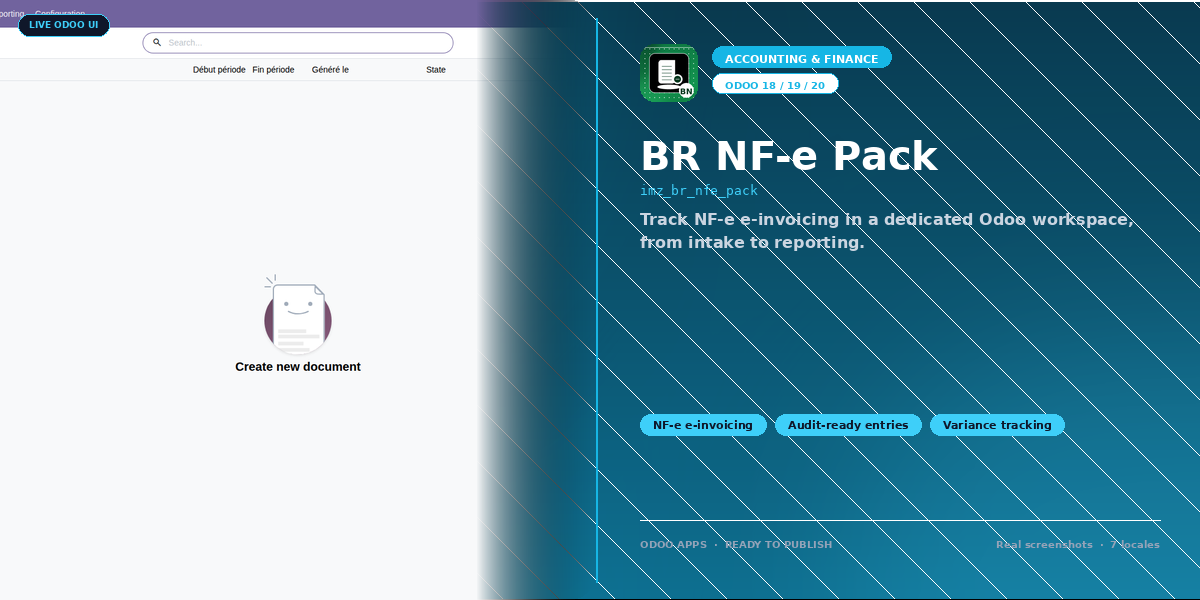 orting Configuration
LIVE ODOO UI
Search...
Début période Fin période Généré le State
Create new document
BN
ACCOUNTING & FINANCE
ODOO 18 / 19 / 20
BR NF-e Pack
imz_br_nfe_pack
Track NF-e e-invoicing in a dedicated Odoo workspace,
from intake to reporting.
NF-e e-invoicing Audit-ready entries Variance tracking
ODOO APPS · READY TO PUBLISH
Real screenshots · 7 locales